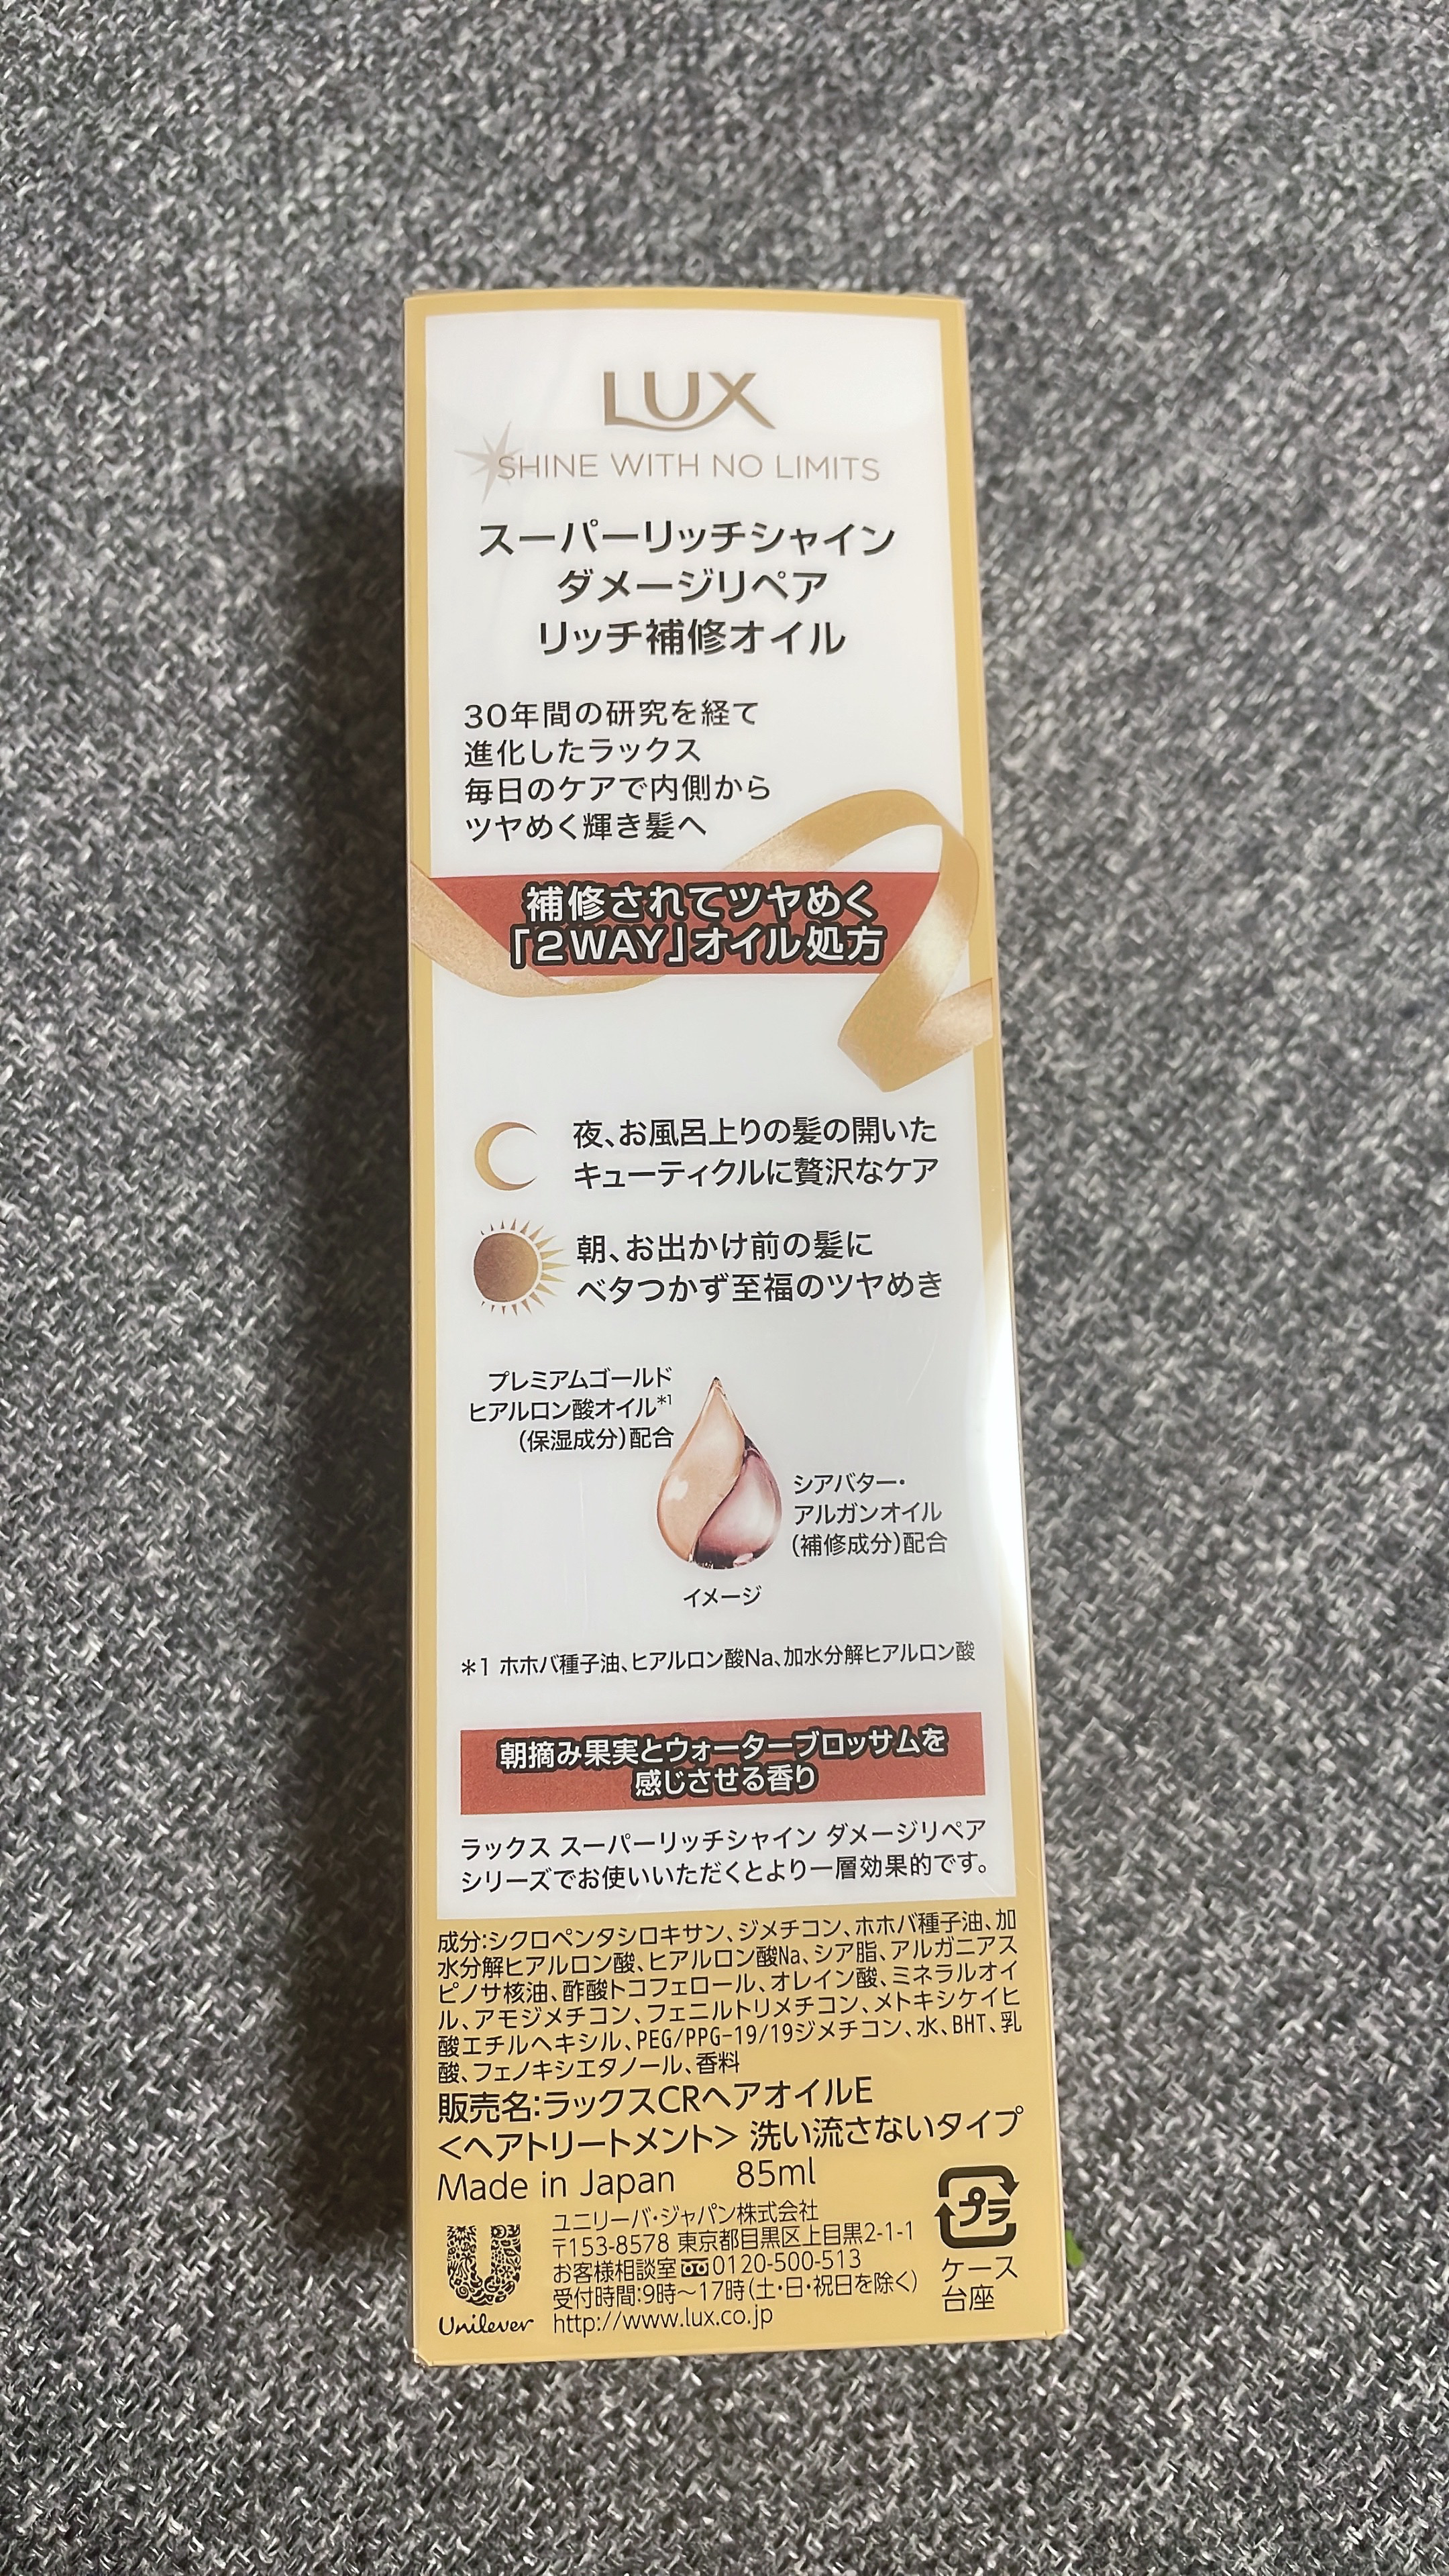 LUX
SHINE WITH NO LIMITS
スーパーリッチシャイン
ダメージリペア
リッチ補修オイル
30年間の研究を経て
進化したラックス
毎日のケアで内側から
ツヤめく輝き髪へ
補修されてツヤめく
「2WAY」オイル処方
夜、お風呂上りの髪の開いた
キューティクルに贅沢なケア
朝、お出かけ前の髪に
ベタつかず至福のツヤめき
プレミアムゴールド
ヒアルロン酸オイル*1
(保湿成分)配合
シアバター・
アルガンオイル
(補修成分)配合
イメージ
*1 ホホバ種子油、ヒアルロン酸Na、加水分解ヒアルロン酸
朝摘み果実とウォーターブロッサムを
感じさせる香り
ラックス スーパーリッチシャイン ダメージリペア
シリーズでお使いいただくとより一層効果的です。
成分:シクロペンタシロキサン、ジメチコン、ホホバ種子油、加
水分解ヒアルロン酸、ヒアルロン酸Na、シア脂、アルガニアス
ピノサ核油、酢酸トコフェロール、オレイン酸、ミネラルオイ
ル、アモジメチコン、フェニルトリメチコン、メトキシケイヒ
酸エチルヘキシル、PEG/PPG-19/19ジメチコン、水、BHT、乳
酸、フェノキシエタノール、香料
販売名:ラックスCRヘアオイルE
<ヘアトリートメント> 洗い流さないタイプ
Made in Japan 85ml
ユニリーバ・ジャパン株式会社
〒153-8578 東京都目黒区上目黒2-1-1
お客様相談室 0120-500-513
受付時間:9時～17時(土・日・祝日を除く)
http://www.lux.co.jp
Unilever
プラ
ケース
台座